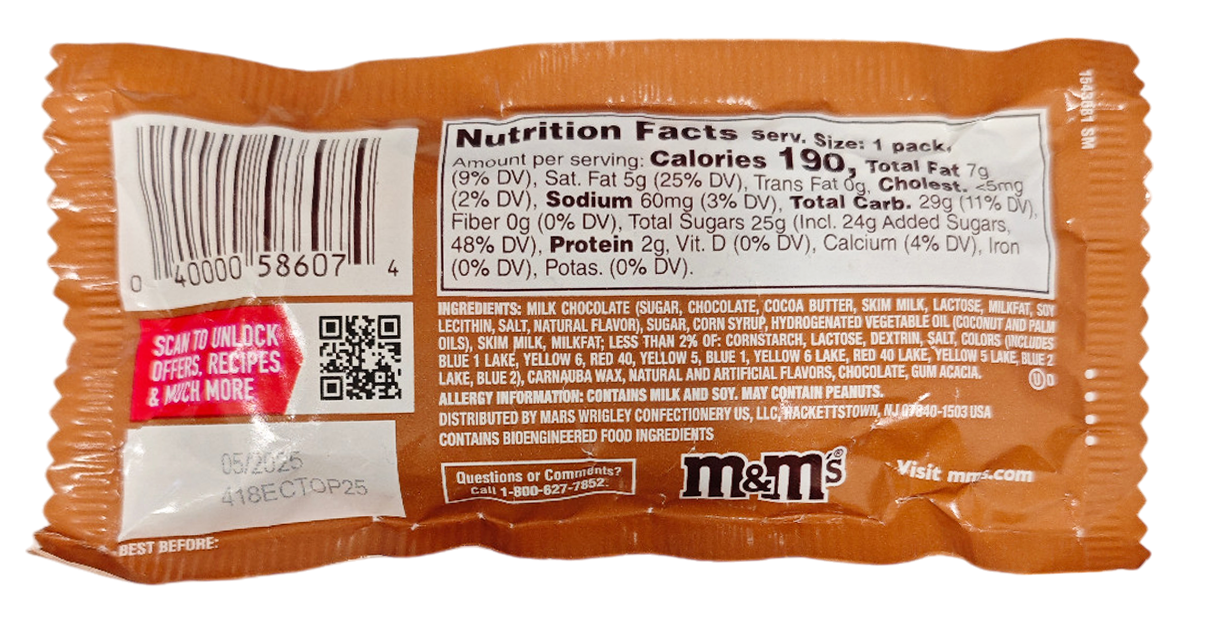 1543681 SM
Nutrition Facts Serv. Size: 1 pack,
Amount per serving: Calories 190, Total Fat 7g
(9% DV), Sat. Fat 5g (25% DV), Trans Fat 0g, Cholest. <5mg
(2% DV), Sodium 60mg (3% DV), Total Carb. 29g (11% DV),
Fiber 0g (0% DV), Total Sugars 25g (Incl. 24g Added Sugars,
48% DV), Protein 2g, Vit. D (0% DV), Calcium (4% DV), Iron
(0% DV), Potas. (0% DV).
0 40000 58607 4
INGREDIENTS: MILK CHOCOLATE (SUGAR, CHOCOLATE, COCOA BUTTER, SKIM MILK, LACTOSE, MILKFAT, SOY
LECITHIN, SALT, NATURAL FLAVOR), SUGAR, CORN SYRUP, HYDROGENATED VEGETABLE OIL (COCONUT AND PALM
OILS), SKIM MILK, MILKFAT; LESS THAN 2% OF: CORNSTARCH, LACTOSE, DEXTRIN, SALT, COLORS (INCLUDES
BLUE 1 LAKE, YELLOW 6, RED 40, YELLOW 5, BLUE 1, YELLOW 6 LAKE, RED 40 LAKE, YELLOW 5 LAKE, BLUE 2
LAKE, BLUE 2), CARNAUBA WAX, NATURAL AND ARTIFICIAL FLAVORS, CHOCOLATE, GUM ACACIA.
Ⓤ D
ALLERGY INFORMATION: CONTAINS MILK AND SOY. MAY CONTAIN PEANUTS.
DISTRIBUTED BY MARS WRIGLEY CONFECTIONERY US, LLC, HACKETTSTOWN, NJ 07840-1503 USA
CONTAINS BIOENGINEERED FOOD INGREDIENTS
SCAN TO UNLOCK
OFFERS, RECIPES
& MUCH MORE
05/2025
418ECTOP25
BEST BEFORE:
Questions or Comments?
Call 1-800-627-7852.
m&m's®
Visit mms.com